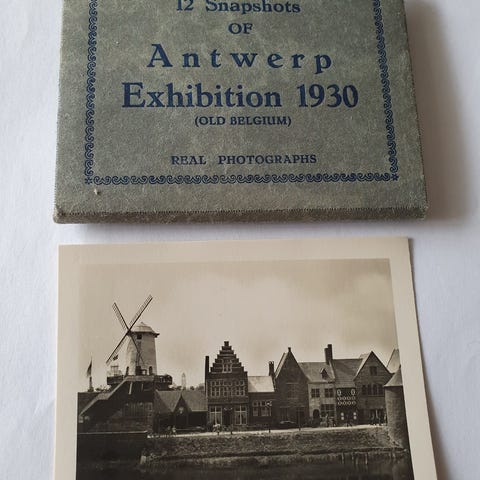 12 Snapshots
OF
Antwerp
Exhibition 1930
(OLD BELGIUM)
REAL PHOTOGRAPHS